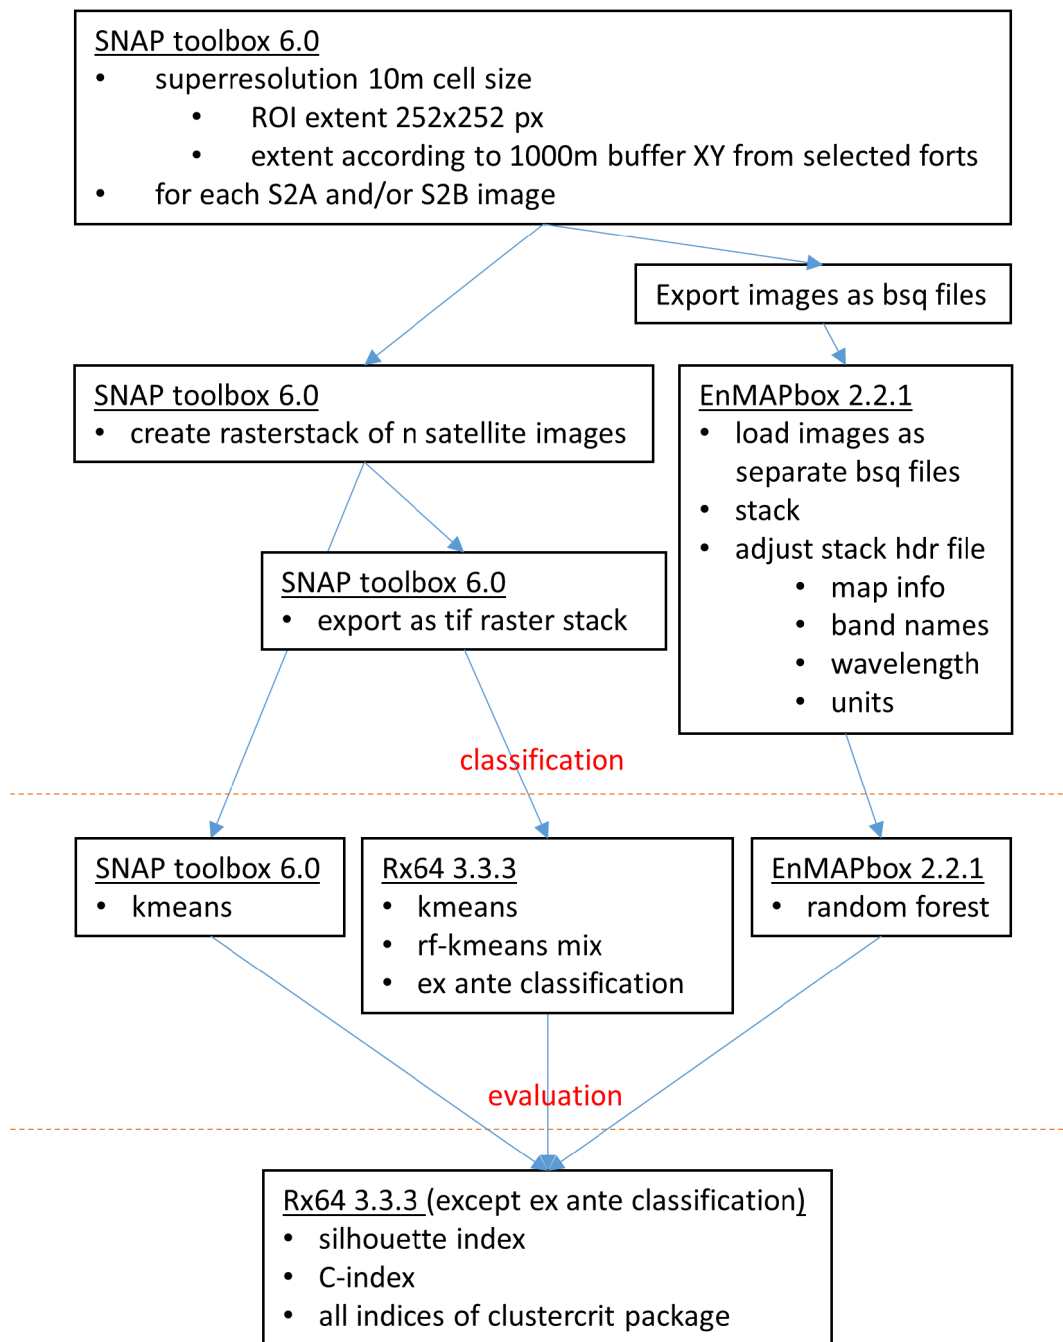 SNAP toolbox 6.0
• superresolution 10m cell size
• ROI extent 252x252 px
• extent according to 1000m buffer XY from selected forts
• for each S2A and/or S2B image
Export images as bsq files
SNAP toolbox 6.0
• create rasterstack of n satellite images
EnMAPbox 2.2.1
• load images as
separate bsq files
• stack
• adjust stack hdr file
• map info
• band names
• wavelength
• units
SNAP toolbox 6.0
• export as tif raster stack
classification
SNAP toolbox 6.0
• kmeans
Rx64 3.3.3
• kmeans
• rf-kmeans mix
• ex ante classification
EnMAPbox 2.2.1
• random forest
evaluation
Rx64 3.3.3 (except ex ante classification)
• silhouette index
• C-index
• all indices of clustercrit package